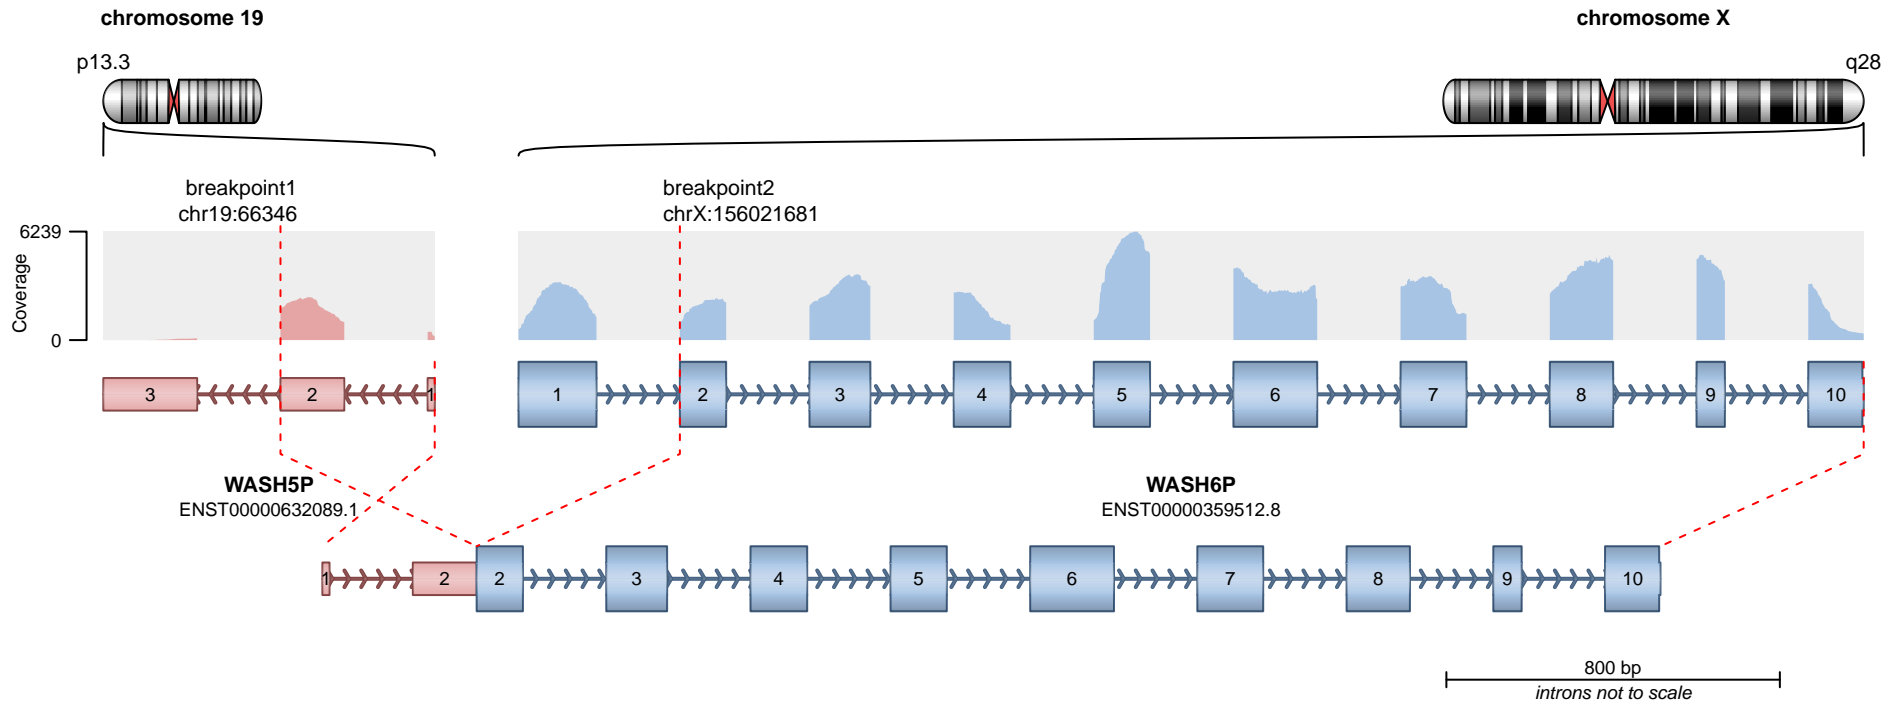 chromosome 19
chromosome X
p13.3
q28
breakpoint1
chr19:66346
breakpoint2
chrX:156021681
6239
Coverage
0
3
2
1
1
2
3
4
5
6
7
8
9
10
WASH5P
ENST00000632089.1
WASH6P
ENST00000359512.8
1
2
2
3
4
5
6
7
8
9
10
800 bp
introns not to scale